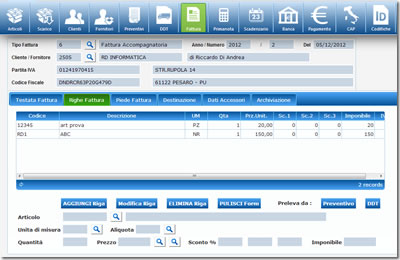 Articoli Scarico Clienti Fornitori Preventivi DDT Fattura Prenotata Scadenzario Banca Pagamento CAP Codifiche
Tipo Fattura 6 Fattura Accompagnatoria Anno / Numero 2012 / 2 Del 05/12/2012
Cliente / Fornitore 2505 RD INFORMATICA di Riccardo Di Andrea
Partita IVA 01241970415 STR.RUPOLA 14
Codice Fiscale DNDRCR63P20G479D 61122 PESARO - PU
Testata Fattura Righe Fattura Piede Fattura Destinazione Dati Accessori Archiviazione
Codice Descrizione UM Qta Prz.Unit. Sc.1 Sc.2 Sc.3 Imponibile
12345 art prova PZ 1 20,00 0 0 0 20
RD1 ABC NR 1 150,00 0 0 0 150
2 records
AGGIUNGI Riga Modifica Riga ELIMINA Riga PULISCI Form Preleva da : Preventivo DDT
Articolo
Unita di misura Aliquota
Quantità Prezzo Sconto % Imponibile